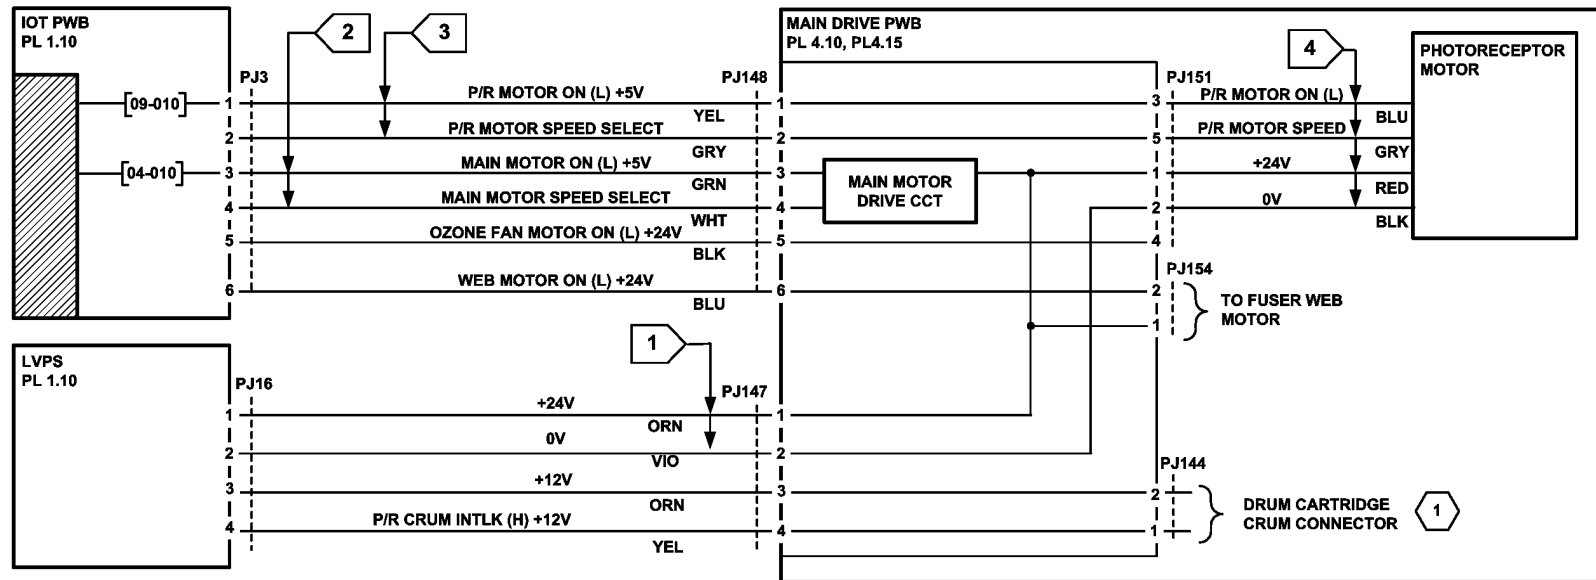 IOT PWB
PL 1.10
2
3
MAIN DRIVE PWB
PL 4.10, PL4.15
4
PHOTORECEPTOR
MOTOR
PJ3
PJ148
PJ151
[09-010]
1
P/R MOTOR ON (L) +5V
YEL
1
3
P/R MOTOR ON (L)
BLU
2
P/R MOTOR SPEED SELECT
GRY
2
5
P/R MOTOR SPEED
GRY
[04-010]
3
MAIN MOTOR ON (L) +5V
GRN
3
MAIN MOTOR
DRIVE CCT
1
+24V
RED
4
MAIN MOTOR SPEED SELECT
WHT
4
2
0V
BLK
5
OZONE FAN MOTOR ON (L) +24V
BLK
5
4
PJ154
6
WEB MOTOR ON (L) +24V
BLU
6
2
1
TO FUSER WEB
MOTOR
LVPS
PL 1.10
1
PJ16
PJ147
1
+24V
ORN
1
2
0V
VIO
2
PJ144
3
+12V
ORN
3
2
4
P/R CRUM INTLK (H) +12V
YEL
4
1
DRUM CARTRIDGE
CRUM CONNECTOR
1